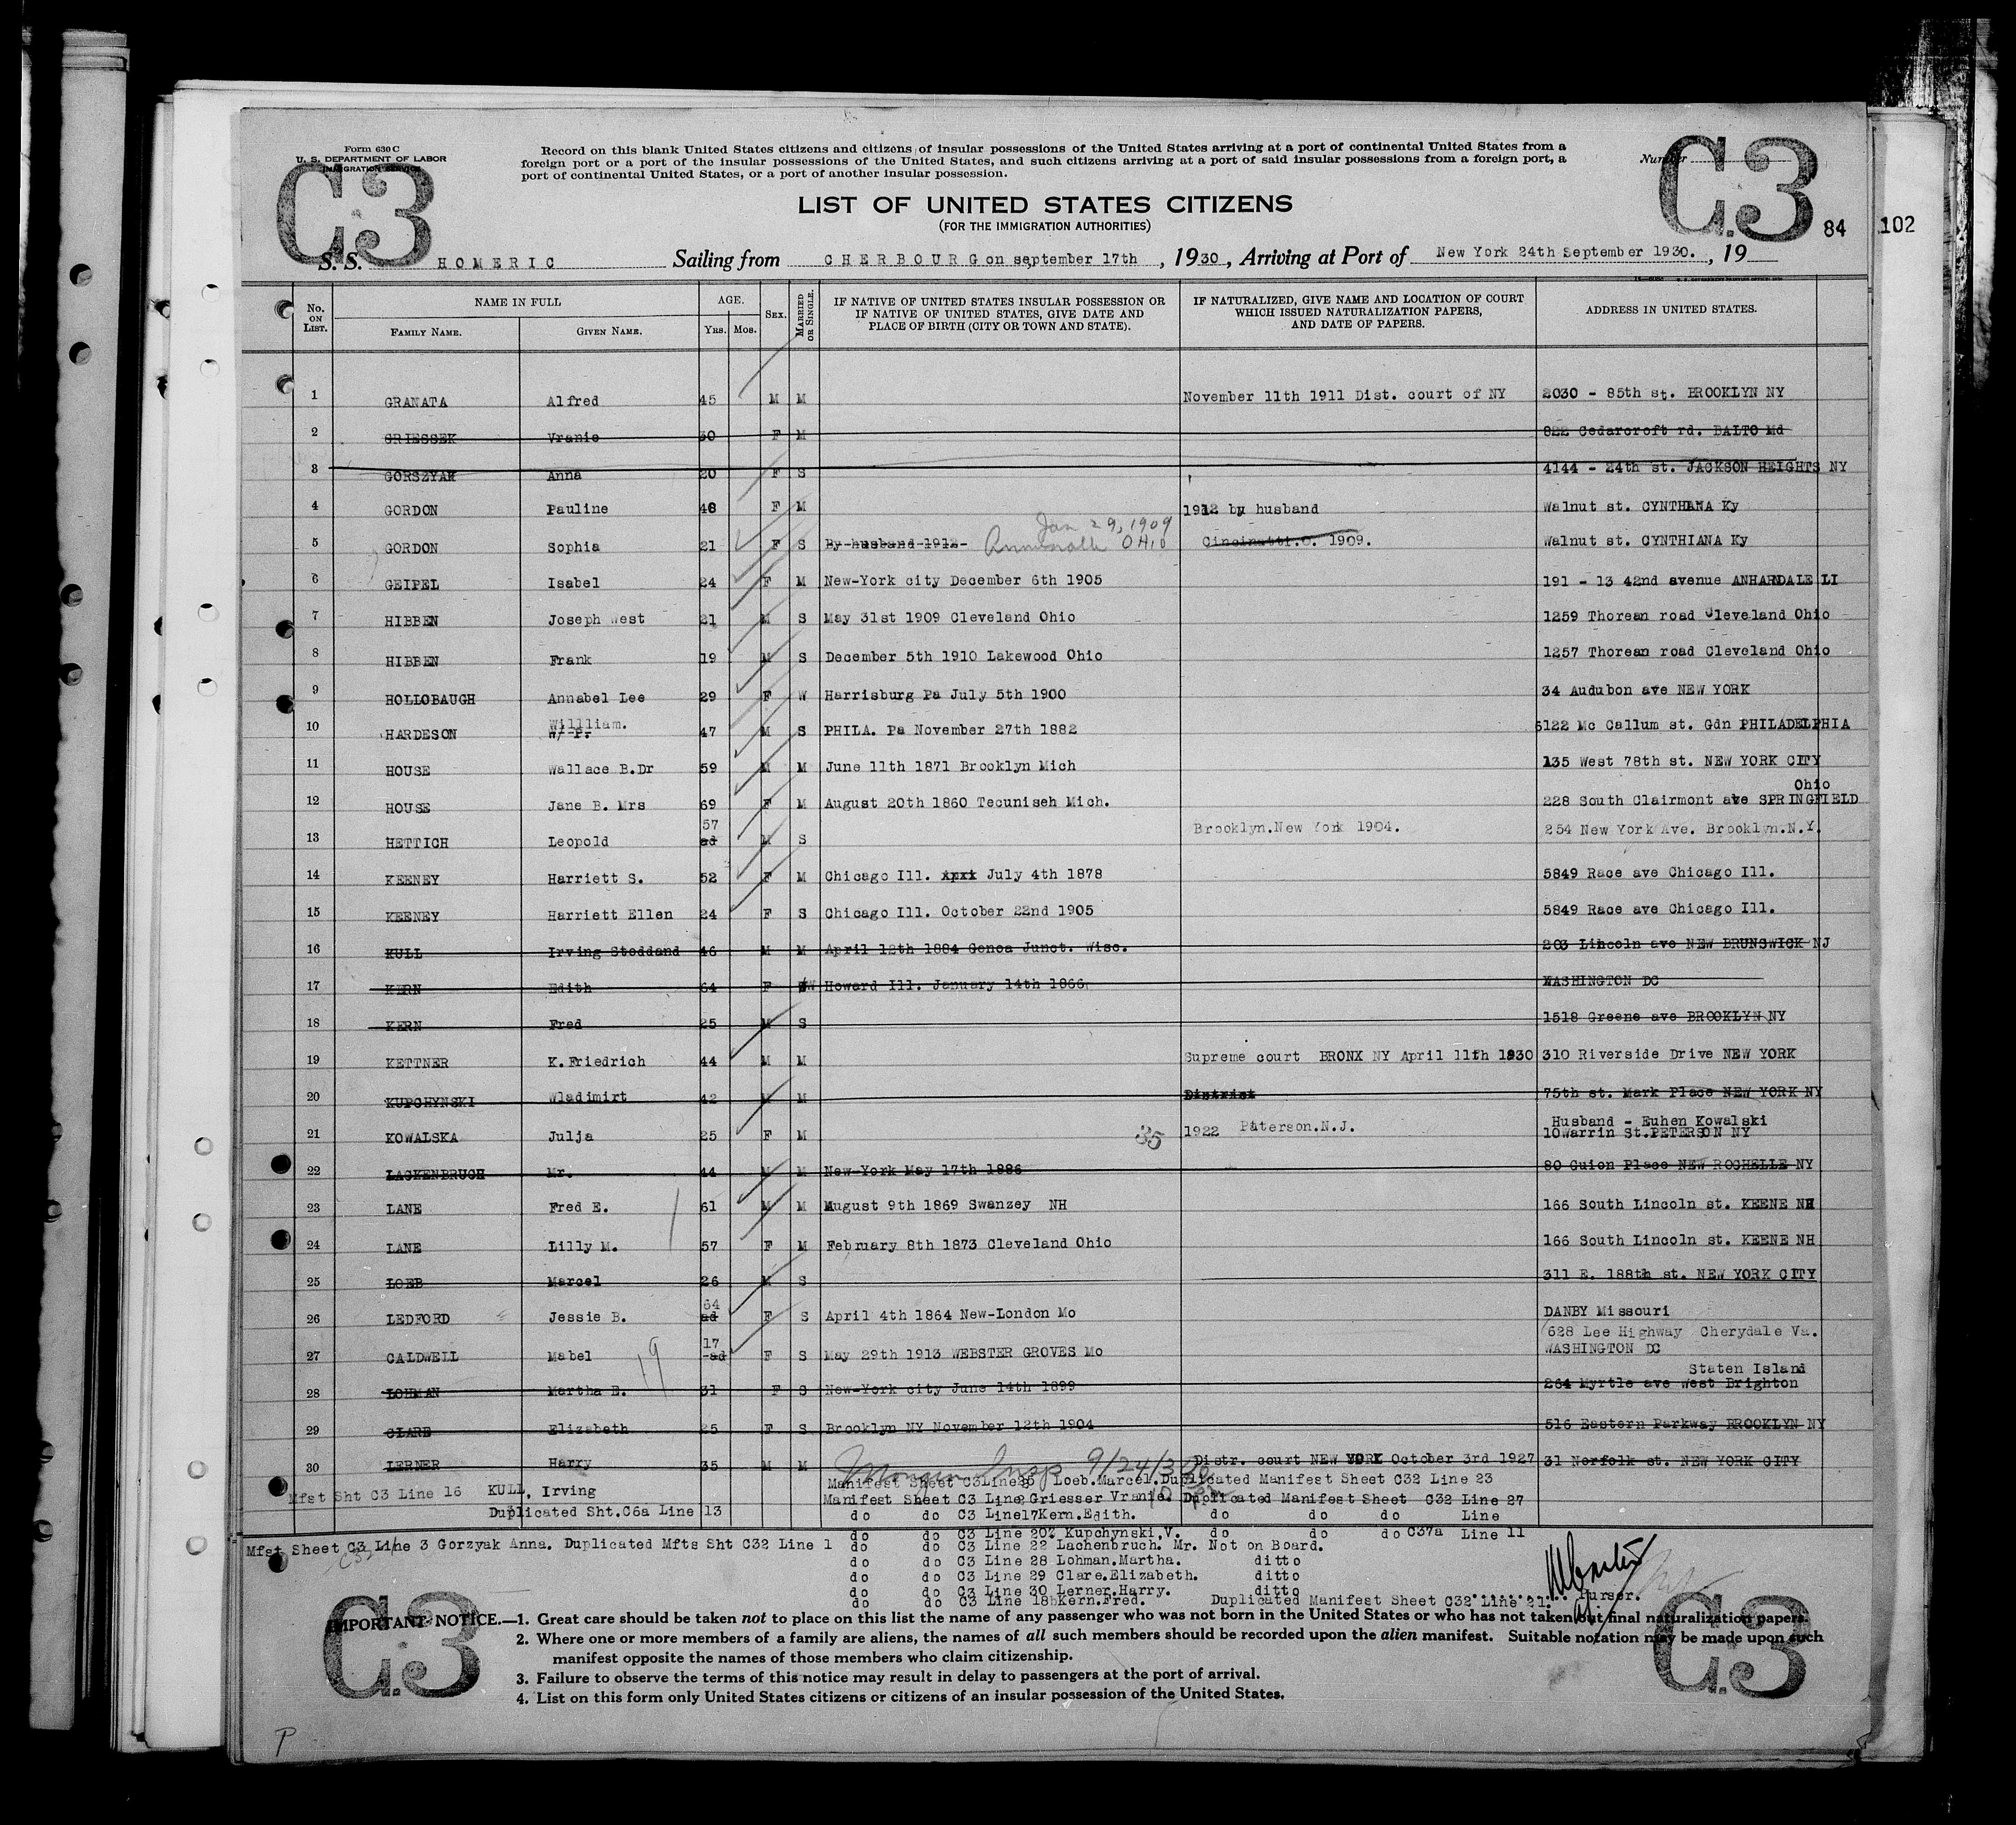 Form 630 C
U. S. DEPARTMENT OF LABOR
IMMIGRATION SERVICE
C3
Record on this blank United States citizens and citizens of insular possessions of the United States arriving at a port of continental United States from a
foreign port or a port of the insular possessions of the United States, and such citizens arriving at a port of said insular possessions from a foreign port, a
port of continental United States, or a port of another insular possession.
Number
C.3
84
102
LIST OF UNITED STATES CITIZENS
(FOR THE IMMIGRATION AUTHORITIES)
S. S. HOMERIC Sailing from CHERBOURG on september 17th, 1930, Arriving at Port of New York 24th September 1930., 19
No. ON LIST. NAME IN FULL FAMILY NAME. GIVEN NAME. AGE. YRS. MOS. SEX. MARRIED OR SINGLE. IF NATIVE OF UNITED STATES INSULAR POSSESSION OR IF NATIVE OF UNITED STATES, GIVE DATE AND PLACE OF BIRTH (CITY OR TOWN AND STATE). IF NATURALIZED, GIVE NAME AND LOCATION OF COURT WHICH ISSUED NATURALIZATION PAPERS, AND DATE OF PAPERS. ADDRESS IN UNITED STATES.
1 GRANATA Alfred 45 M M November 11th 1911 Dist. court of NY 2030 - 85th st. BROOKLYN NY
2 GRIESSEK Vranie 30 F M 822 Cedarcroft rd. BALTO Md
3 GORSZYAK Anna 20 F S 4144 - 24th st. JACKSON HEIGHTS NY
4 GORDON Pauline 48 F M 1912 by husband Walnut st. CYNTHANA Ky
Jan 29, 1909
5 GORDON Sophia 21 F S By husband 1912- OHIO Cincinatti.O. 1909. Walnut st. CYNTHIANA Ky
6 GEIPEL Isabel 24 F M New-York city December 6th 1905 191 - 13 42nd avenue ANHARDALE LI
7 HIBBEN Joseph West 21 M S May 31st 1909 Cleveland Ohio 1259 Thorean road Cleveland Ohio
8 HIBBEN Frank 19 M S December 5th 1910 Lakewood Ohio 1257 Thorean road Cleveland Ohio
9 HOLLOBAUGH Annabel Lee 29 F W Harrisburg Pa July 5th 1900 34 Audubon ave NEW YORK
Willliam.
10 HARDESON W/ P. 47 M S PHILA. Pa November 27th 1882 6122 Mc Callum st. Gdn PHILADELPHIA
11 HOUSE Wallace B.Dr 59 M M June 11th 1871 Brooklyn Mich 135 West 78th st. NEW YORK CITY
Ohio
12 HOUSE Jane B. Mrs 69 F M August 20th 1860 Tecuniseh Mich. 228 South Clairmont ave SPRINGFIELD
57
13 HETTICH Leopold ad M S Brooklyn.New York 1904. 254 New York Ave. Brooklyn.N.Y.
14 KEENEY Harriett S. 52 F M Chicago Ill. July 4th 1878 5849 Race ave Chicago Ill.
15 KEENEY Harriett Ellen 24 F S Chicago Ill. October 22nd 1905 5849 Race ave Chicago Ill.
16 KULL Irving Stoddand 46 M M April 12th 1884 Genoa Junct. Wisc. 203 Lincoln ave NEW BRUNSWICK NJ
17 KERN Edith 64 F W Howard Ill. January 14th 1866 WASHINGTON DC
18 KERN Fred 25 M S 1518 Greene ave BROOKLYN NY
19 KETTNER K.Friedrich 44 M M Supreme court BRONX NY April 11th 1930 310 Riverside Drive NEW YORK
20 KUPCHYNSKI Wladimirt 42 M M District 75th st. Mark Place NEW YORK NY
Husband - Euhen Kowalski
21 KOWALSKA Julja 25 F M 35 1922 Paterson.N.J. 10Warrin St.PETERSON NY
22 LACKENBRUGH Mr. 44 M M New-York May 17th 1886 80 Guion Place NEW ROCHELLE NY
23 LANE Fred E. 61 M M August 9th 1869 Swanzey NH 166 South Lincoln st. KEENE NH
24 LANE Lilly M. 57 F M February 8th 1873 Cleveland Ohio 166 South Lincoln st. KEENE NH
25 LOEB Marcel 26 M S 311 E. 188th st. NEW YORK CITY
64
26 LEDFORD Jessie B. ad F S April 4th 1864 New-London Mo DANBY Missouri
628 Lee Highway Cherydale Va.
17
27 CALDWELL Mabel -ad F S May 29th 1913 WEBSTER GROVES Mo WASHINGTON DC
19
Staten Island
28 LOHMAN Martha E. 31 F S New-York city June 14th 1899 264 Myrtle ave West Brighton
29 CLARE Elizabeth 25 F S Brooklyn NY November 12th 1904 516 Eastern Parkway BROOKLYN NY
30 LERNER Harry 35 M M Distr. court NEW YORK October 3rd 1927 31 Norfolk st. NEW YORK CITY
9/24/30
Manifest Sheet C3Line25 Loeb.Marcel.Duplicated Manifest Sheet C32 Line 23
Mfst Sht C3 Line 16 KULL, Irving
Manifest Sheet C3 Line2 Griesser Vranie. Duplicated Manifest Sheet C32 Line 27
Duplicated Sht.C6a Line 13
do do C3 Line17Kern.Edith. do do do Line
do do C3 Line 20 Kupchynski,V. do do do C37a Line 11
Mfst Sheet C3 Line 3 Gorzyak Anna. Duplicated Mfts Sht C32 Line 1
do do C3 Line 22 Lachenbruch. Mr. Not on Board.
do do C3 Line 28 Lohman.Martha. ditto
do do C3 Line 29 Clare.Elizabeth. ditto
do do C3 Line 30 Lerner.Harry. ditto
do do C3 Line 18 Kern.Fred. Duplicated Manifest Sheet C32 Line 21.
Purser.
C.3
C.3
IMPORTANT NOTICE.—1. Great care should be taken not to place on this list the name of any passenger who was not born in the United States or who has not taken out final naturalization papers.
2. Where one or more members of a family are aliens, the names of all such members should be recorded upon the alien manifest. Suitable notation may be made upon such
manifest opposite the names of those members who claim citizenship.
3. Failure to observe the terms of this notice may result in delay to passengers at the port of arrival.
4. List on this form only United States citizens or citizens of an insular possession of the United States.
P